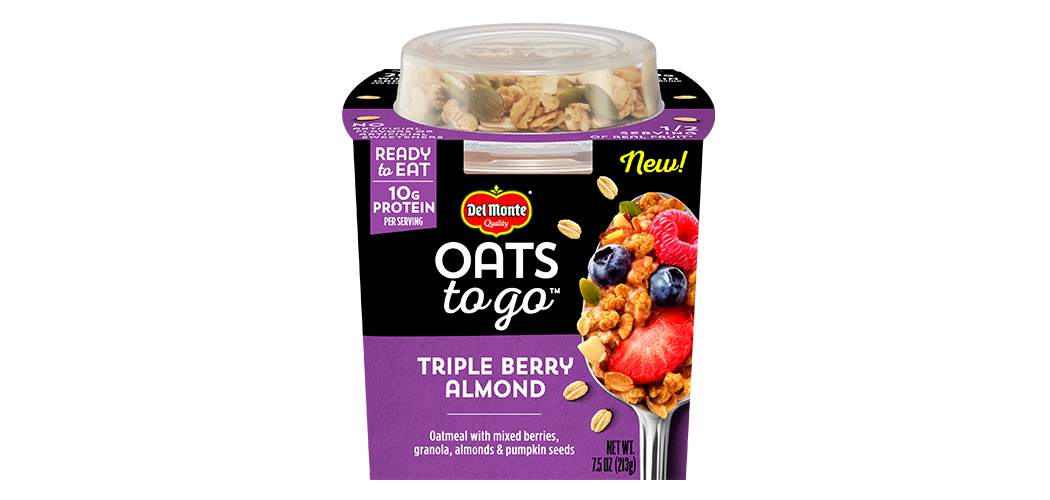 NO
ARTIFICIAL
SWEETENERS
1/2
SERVING
OF REAL FRUIT*
READY
to EAT
10G
PROTEIN
PER SERVING
New!
Del Monte®
Quality
OATS
to go™
TRIPLE BERRY
ALMOND
Oatmeal with mixed berries,
granola, almonds & pumpkin seeds
NET WT.
7.5 OZ (213g)